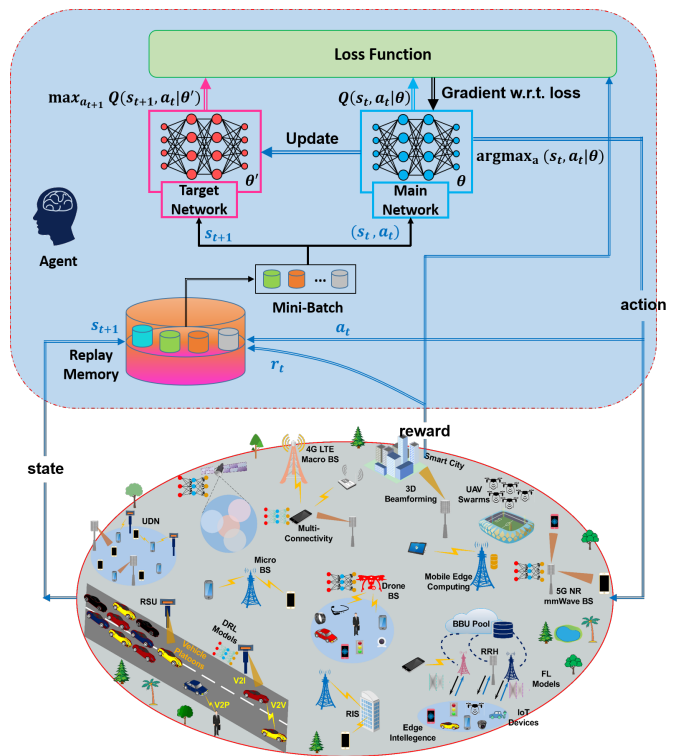 Loss Function
max_{a_{t+1}} Q(s_{t+1}, a_t|θ′)
Q(s_t, a_t|θ)
Gradient w.r.t. loss
Update
argmax_a (s_t, a_t|θ)
θ′
θ
Target
Network
Main
Network
s_{t+1}
(s_t, a_t)
Agent
...
Mini-Batch
action
s_{t+1}
a_t
Replay
Memory
r_t
reward
state
4G LTE
Macro BS
Smart City
3D
Beamforming
UAV
Swarms
UDN
Multi-
Connectivity
Micro
BS
Drone
BS
Mobile Edge
Computing
5G NR
mmWave BS
RSU
DRL
Models
Vehicle
Platoons
BBU Pool
RRH
FL
Models
V2I
V2P
V2V
RIS
Edge
Intellegence
IoT
Devices